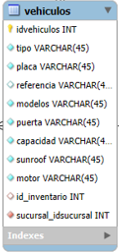 vehiculos
idvehiculos INT
tipo VARCHAR(45)
placa VARCHAR(45)
referencia VARCHAR(4...
modelos VARCHAR(45)
puerta VARCHAR(45)
capacidad VARCHAR(4...
sunroof VARCHAR(45)
motor VARCHAR(45)
id_inventario INT
sucursal_idsucursal INT
Indexes